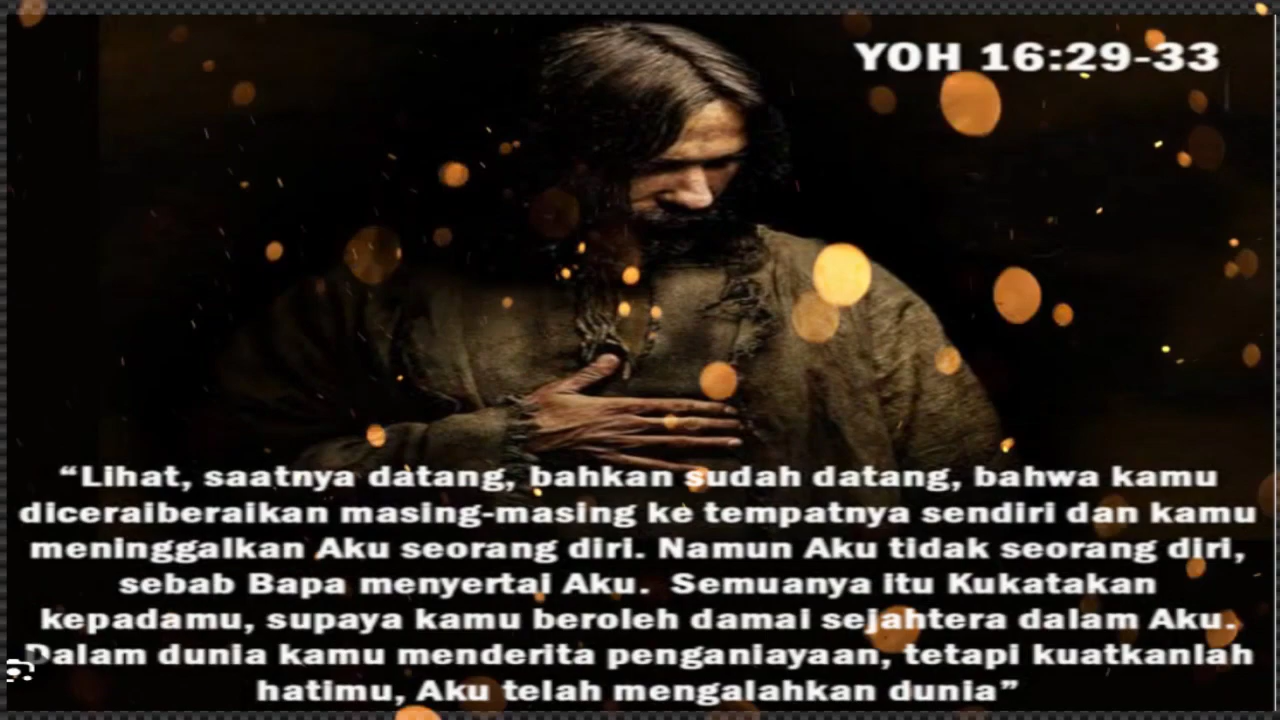 YOH 16:29-33
“Lihat, saatnya datang, bahkan sudah datang, bahwa kamu
diceraiberaikan masing-masing ke tempatnya sendiri dan kamu
meninggalkan Aku seorang diri. Namun Aku tidak seorang diri,
sebab Bapa menyertai Aku. Semuanya itu Kukatakan
kepadamu, supaya kamu beroleh damai sejahtera dalam Aku.
Dalam dunia kamu menderita penganiayaan, tetapi kuatkanlah
hatimu, Aku telah mengalahkan dunia”